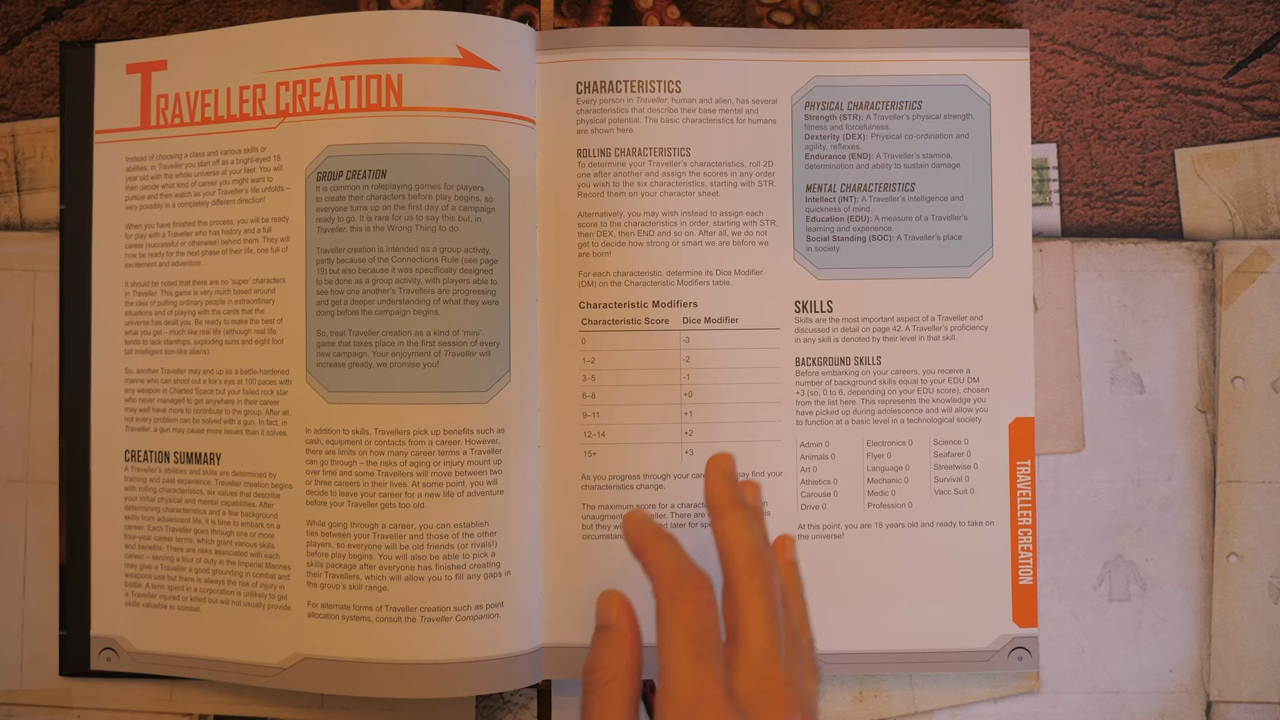 TRAVELLER CREATION
Instead of choosing a class and various skills or
abilities, in Traveller you start off as a bright-eyed 18
year old with the whole universe at your feet. You will
then decide what kind of career you might want to
pursue and then watch as your Traveller's life unfolds –
very possibly in a completely different direction!
When you have finished this process, you will be ready
for play with a Traveller who has history and a full
career (successful or otherwise) behind them. They will
now be ready for the next phase of their life, one full of
excitement and adventure...
It should be noted that there are no 'super' characters
in Traveller. This game is very much based around
the idea of putting ordinary people in extraordinary
situations and of playing with the cards that the
universe has dealt you. Be ready to make the best of
what you get – much like real life (although real life
tends to lack starships, exploding suns and eight foot
tall intelligent lion-like aliens).
So, another Traveller may end up as a battle-hardened
marine who can shoot out a flor's eye at 100 paces with
any weapon in Charted Space but your failed rock star
who never managed to get anywhere in their career
may well have more to contribute to the group. After all,
not every problem can be solved with a gun. In fact, in
Traveller, a gun may cause more issues than it solves.
CREATION SUMMARY
A Traveller's abilities and skills are determined by
training and past experience. Traveller creation begins
with rolling characteristics, six values that describe
your initial physical and mental capabilities. After
determining characteristics and a few background
skills from adolescent life, it is time to embark on a
career. Each Traveller goes through one or more
four-year career terms, which grant various skills
and benefits. There are risks associated with each
career – serving a tour of duty in the Imperial Marines
may give a Traveller a good grounding in combat and
weapons use but there is always the risk of injury in
battle. A term spent in a corporation is unlikely to get
a Traveller injured or killed but will not usually provide
skills valuable in combat.
GROUP CREATION
It is common in roleplaying games for players
to create their characters before play begins, so
everyone turns up on the first day of a campaign
ready to go. It is rare for us to say this but, in
Traveller, this is the Wrong Thing to do.
Traveller creation is intended as a group activity,
partly because of the Connections Rule (see page
19) but also because it was specifically designed
to be done as a group activity, with players able to
see how one another's Travellers are progressing
and get a deeper understanding of what they were
doing before the campaign begins.
So, treat Traveller creation as a kind of 'mini'
game that takes place in the first session of every
new campaign. Your enjoyment of Traveller will
increase greatly, we promise you!
In addition to skills, Travellers pick up benefits such as
cash, equipment or contacts from a career. However,
there are limits on how many career terms a Traveller
can go through – the risks of aging or injury mount up
over time and some Travellers will move between two
or three careers in their lives. At some point, you will
decide to leave your career for a new life of adventure
before your Traveller gets too old.
While going through a career, you can establish
ties between your Traveller and those of the other
players, so everyone will be old friends (or rivals!)
before play begins. You will also be able to pick a
skills package after everyone has finished creating
their Travellers, which will allow you to fill any gaps in
the group's skill range.
For alternate forms of Traveller creation such as point
allocation systems, consult the Traveller Companion.
8
CHARACTERISTICS
Every person in Traveller, human and alien, has several
characteristics that describe their base mental and
physical potential. The basic characteristics for humans
are shown here.
ROLLING CHARACTERISTICS
To determine your Traveller's characteristics, roll 2D
one after another and assign the scores in any order
you wish to the six characteristics, starting with STR.
Record them on your character sheet.
Alternatively, you may wish instead to assign each
score to the characteristics in order, starting with STR,
then DEX, then END and so on. After all, we do not
get to decide how strong or smart we are before we
are born!
For each characteristic, determine its Dice Modifier
(DM) on the Characteristic Modifiers table.
Characteristic Modifiers
Characteristic Score Dice Modifier
0 -3
1–2 -2
3–5 -1
6–8 +0
9–11 +1
12–14 +2
15+ +3
As you progress through your may find your
characteristics change.
The maximum score for a
unaugmented There are
but they later for
PHYSICAL CHARACTERISTICS
Strength (STR): A Traveller's physical strength,
fitness and forcefulness.
Dexterity (DEX): Physical co-ordination and
agility, reflexes.
Endurance (END): A Traveller's stamina,
determination and ability to sustain damage.
MENTAL CHARACTERISTICS
Intellect (INT): A Traveller's intelligence and
quickness of mind.
Education (EDU): A measure of a Traveller's
learning and experience.
Social Standing (SOC): A Traveller's place
in society.
SKILLS
Skills are the most important aspect of a Traveller and
discussed in detail on page 42. A Traveller's proficiency
in any skill is denoted by their level in that skill.
BACKGROUND SKILLS
Before embarking on your careers, you receive a
number of background skills equal to your EDU DM
+3 (so, 0 to 6, depending on your EDU score), chosen
from the list here. This represents the knowledge you
have picked up during adolescence and will allow you
to function at a basic level in a technological society.
Admin 0 Electronics 0 Science 0
Animals 0 Flyer 0 Seafarer 0
Art 0 Language 0 Streetwise 0
Athletics 0 Mechanic 0 Survival 0
Carouse 0 Medic 0 Vacc Suit 0
Drive 0 Profession 0
At this point, you are 18 years old and ready to take on
the universe!
TRAVELLER CREATION
9